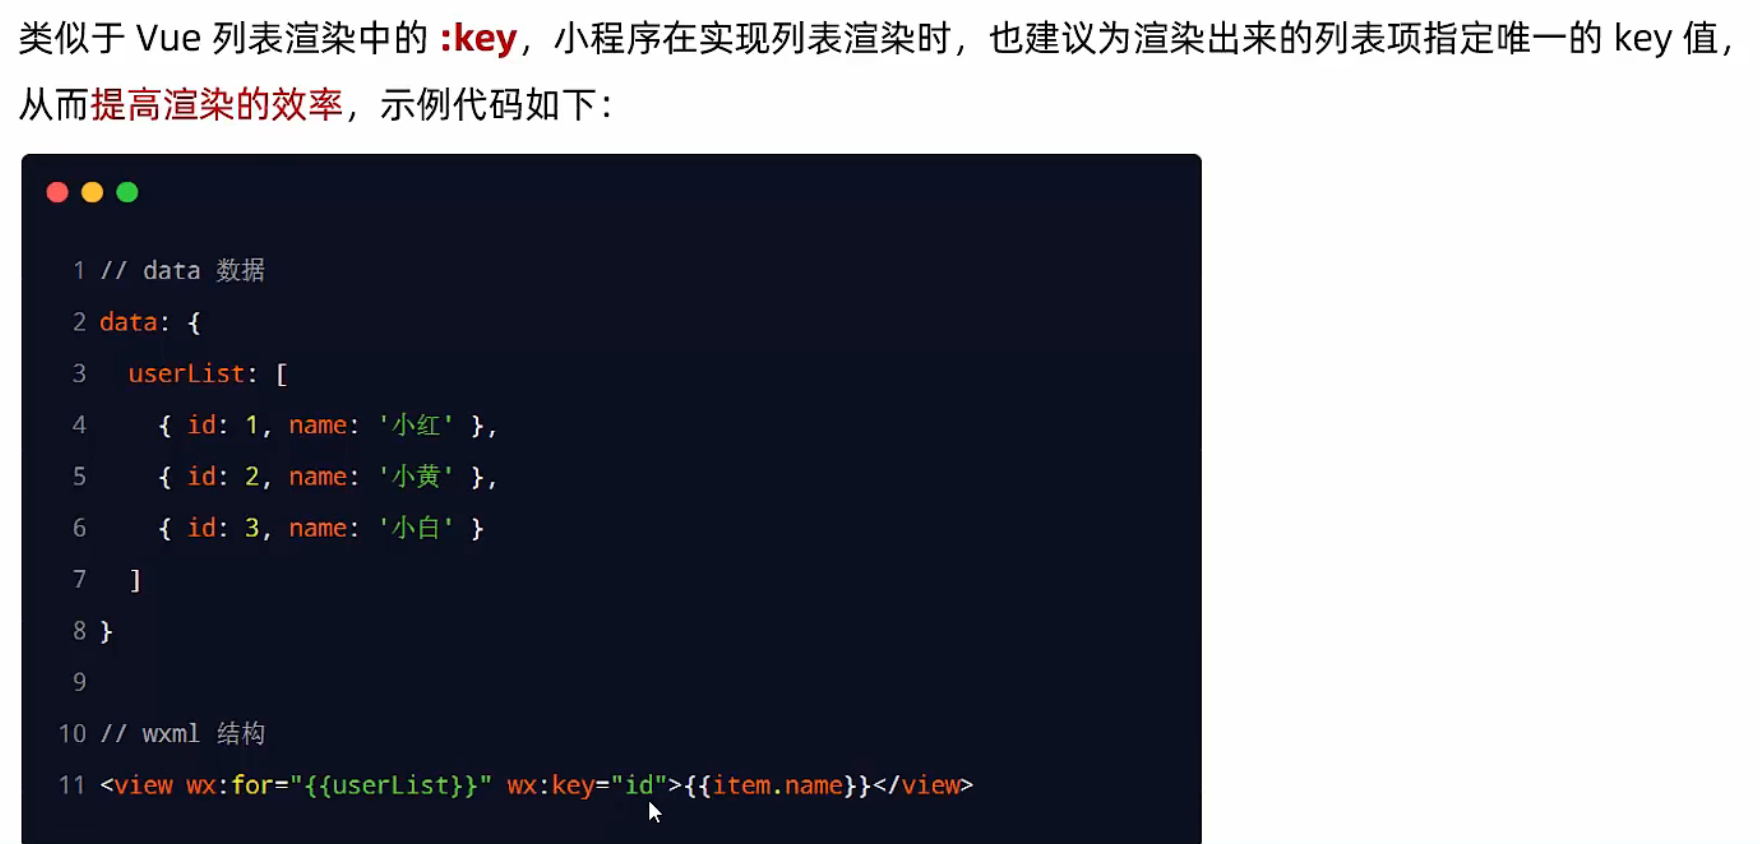 类似于 Vue 列表渲染中的 :key，小程序在实现列表渲染时，也建议为渲染出来的列表项指定唯一的 key 值，
从而提高渲染的效率，示例代码如下：
1 // data 数据
2 data: {
3   userList: [
4     { id: 1, name: '小红' },
5     { id: 2, name: '小黄' },
6     { id: 3, name: '小白' }
7   ]
8 }
9
10 // wxml 结构
11 <view wx:for="{{userList}}" wx:key="id">{{item.name}}</view>